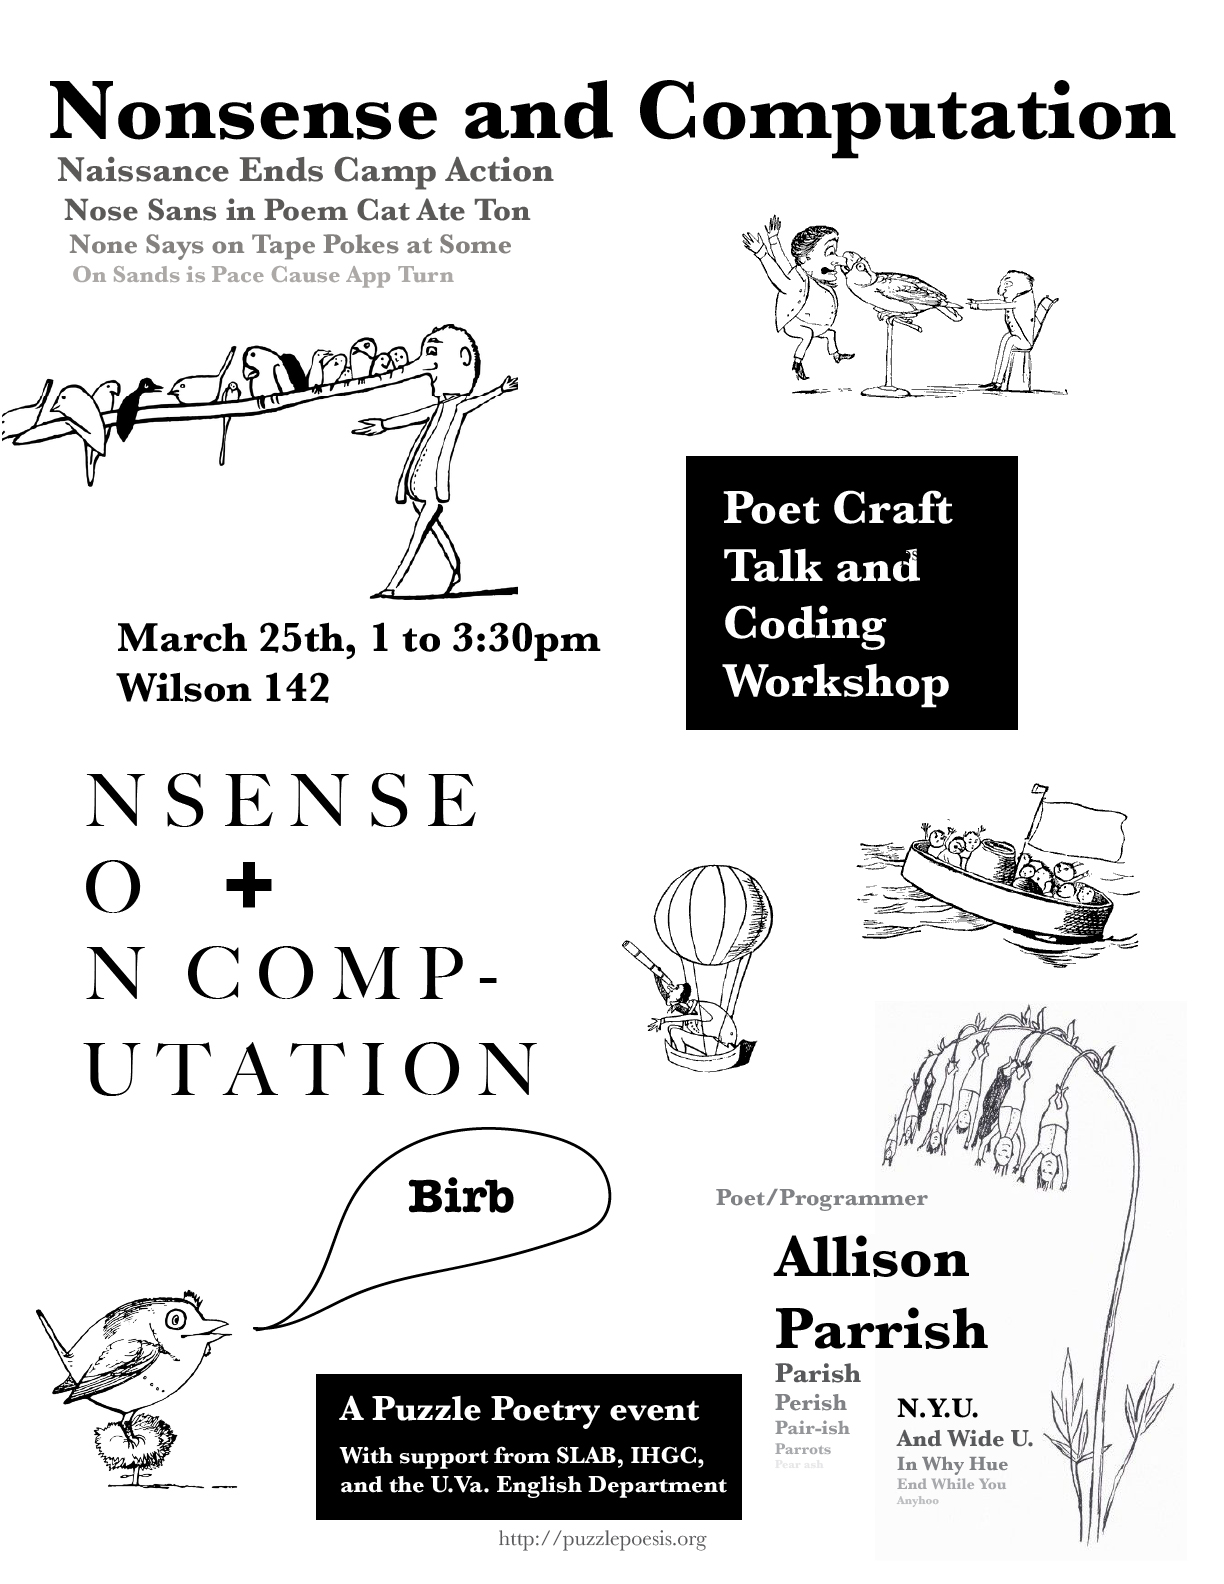 Nonsense and Computation
Naissance Ends Camp Action
Nose Sans in Poem Cat Ate Ton
None Says on Tape Pokes at Some
On Sands is Pace Cause App Turn
March 25th, 1 to 3:30pm
Wilson 142
Poet Craft
Talk and
Coding
Workshop
NSENSE
O +
N COMP-
UTATION
Birb
Poet/Programmer
Allison
Parrish
Parish
Perish
Pair-ish
Parrots
Pear ash
N.Y.U.
And Wide U.
In Why Hue
End While You
Anyhoo
A Puzzle Poetry event
With support from SLAB, IHGC,
and the U.Va. English Department
http://puzzlepoesis.org